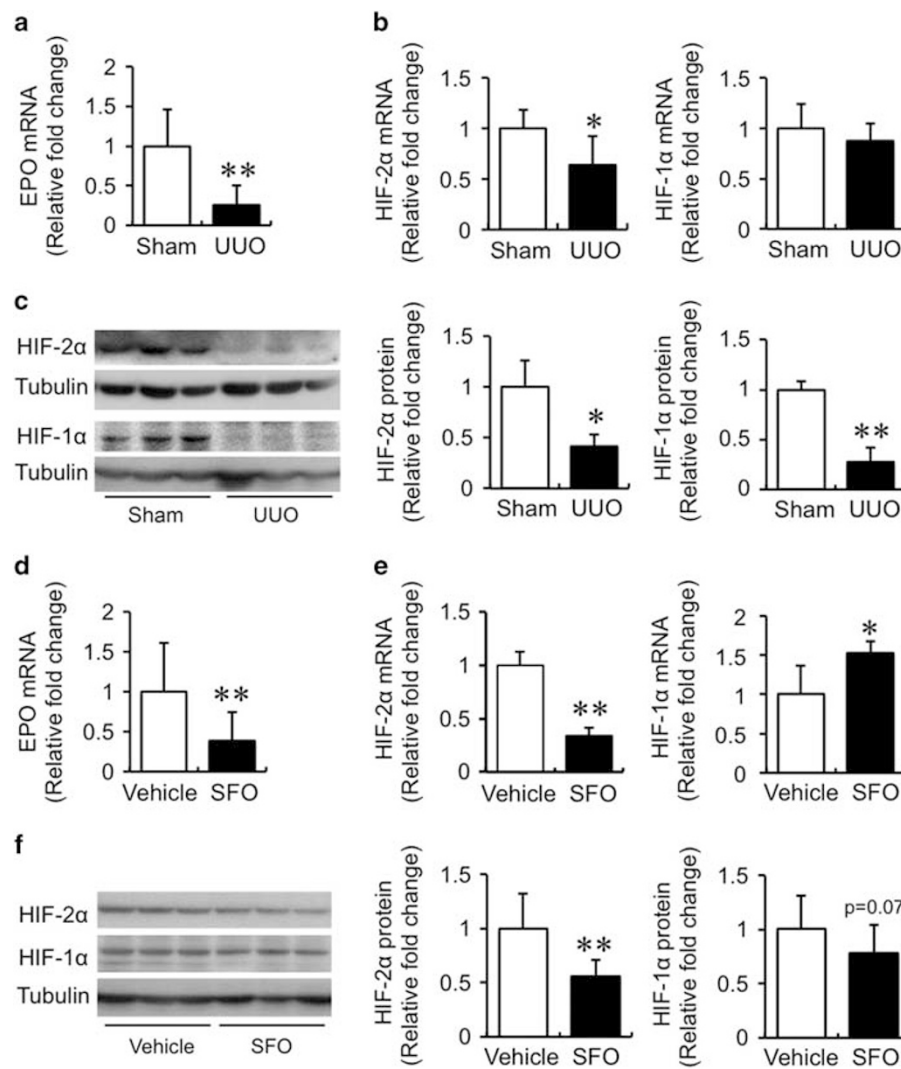 a
EPO mRNA
(Relative fold change)
2
1.5
1
0.5
0
**
Sham UUO
b
HIF-2α mRNA
(Relative fold change)
1.5
1
0.5
0
*
Sham UUO
HIF-1α mRNA
(Relative fold change)
1.5
1
0.5
0
Sham UUO
c
HIF-2α
Tubulin
HIF-1α
Tubulin
Sham UUO
HIF-2α protein
(Relative fold change)
1.5
1
0.5
0
*
Sham UUO
HIF-1α protein
(Relative fold change)
1.5
1
0.5
0
**
Sham UUO
d
EPO mRNA
(Relative fold change)
2
1.5
1
0.5
0
**
Vehicle SFO
e
HIF-2α mRNA
(Relative fold change)
1.5
1
0.5
0
**
Vehicle SFO
HIF-1α mRNA
(Relative fold change)
2
1.5
1
0.5
0
*
Vehicle SFO
f
HIF-2α
HIF-1α
Tubulin
Vehicle SFO
HIF-2α protein
(Relative fold change)
1.5
1
0.5
0
**
Vehicle SFO
HIF-1α protein
(Relative fold change)
1.5
1
0.5
0
p=0.07
Vehicle SFO